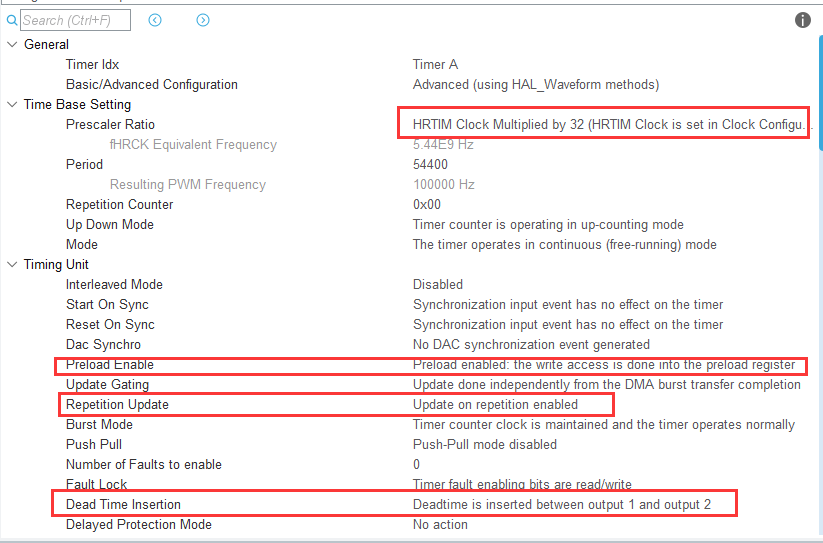 Search (Ctrl+F)
General
Timer Idx Timer A
Basic/Advanced Configuration Advanced (using HAL_Waveform methods)
Time Base Setting
Prescaler Ratio HRTIM Clock Multiplied by 32 (HRTIM Clock is set in Clock Configu...
fHRCK Equivalent Frequency 5.44E9 Hz
Period 54400
Resulting PWM Frequency 100000 Hz
Repetition Counter 0x00
Up Down Mode Timer counter is operating in up-counting mode
Mode The timer operates in continuous (free-running) mode
Timing Unit
Interleaved Mode Disabled
Start On Sync Synchronization input event has no effect on the timer
Reset On Sync Synchronization input event has no effect on the timer
Dac Synchro No DAC synchronization event generated
Preload Enable Preload enabled: the write access is done into the preload register
Update Gating Update done independently from the DMA burst transfer completion
Repetition Update Update on repetition enabled
Burst Mode Timer counter clock is maintained and the timer operates normally
Push Pull Push-Pull mode disabled
Number of Faults to enable 0
Fault Lock Timer fault enabling bits are read/write
Dead Time Insertion Deadtime is inserted between output 1 and output 2
Delayed Protection Mode No action